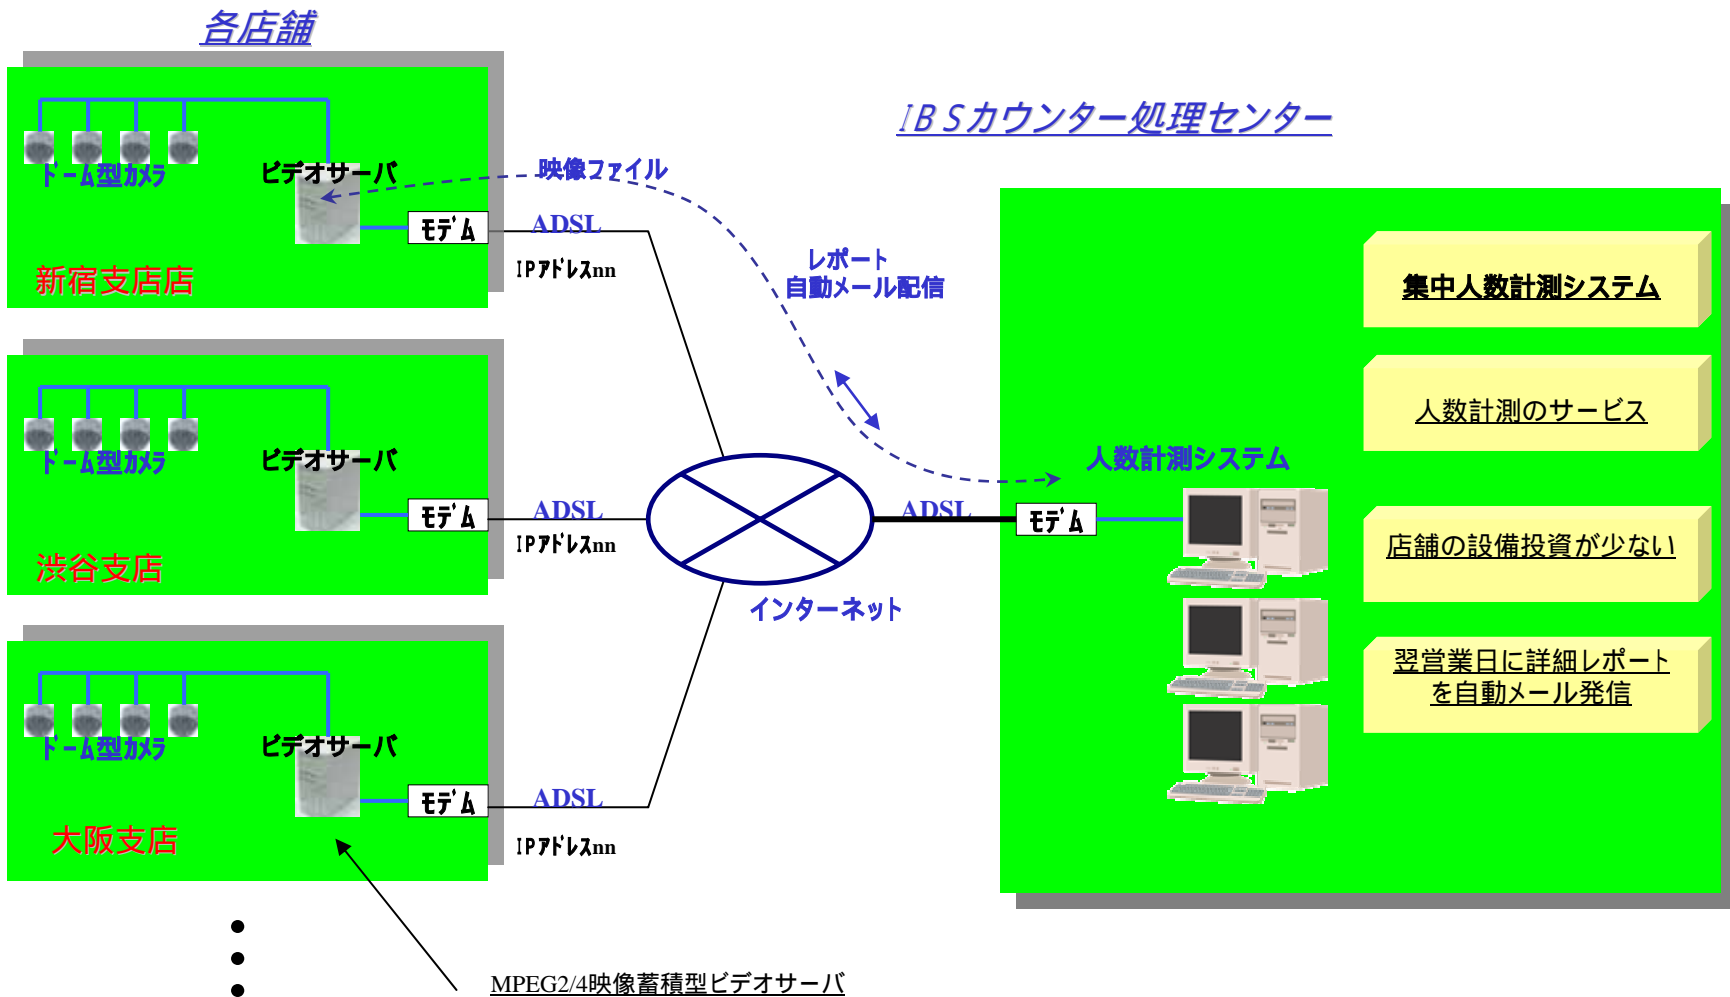 各店舗
IBSカウンター処理センター
ﾄﾞｰﾑ型ｶﾒﾗ
ビデオサーバ
映像ファイル
ﾓﾃﾞﾑ
ADSL
IPｱﾄﾞﾚｽnn
新宿支店店
レポート
自動メール配信
集中人数計測システム
ﾄﾞｰﾑ型ｶﾒﾗ
ビデオサーバ
ﾓﾃﾞﾑ
ADSL
IPｱﾄﾞﾚｽnn
渋谷支店
人数計測のサービス
人数計測システム
ADSL
ﾓﾃﾞﾑ
店舗の設備投資が少ない
インターネット
翌営業日に詳細レポート
を自動メール発信
ﾄﾞｰﾑ型ｶﾒﾗ
ビデオサーバ
ﾓﾃﾞﾑ
ADSL
IPｱﾄﾞﾚｽnn
大阪支店
MPEG2/4映像蓄積型ビデオサーバ